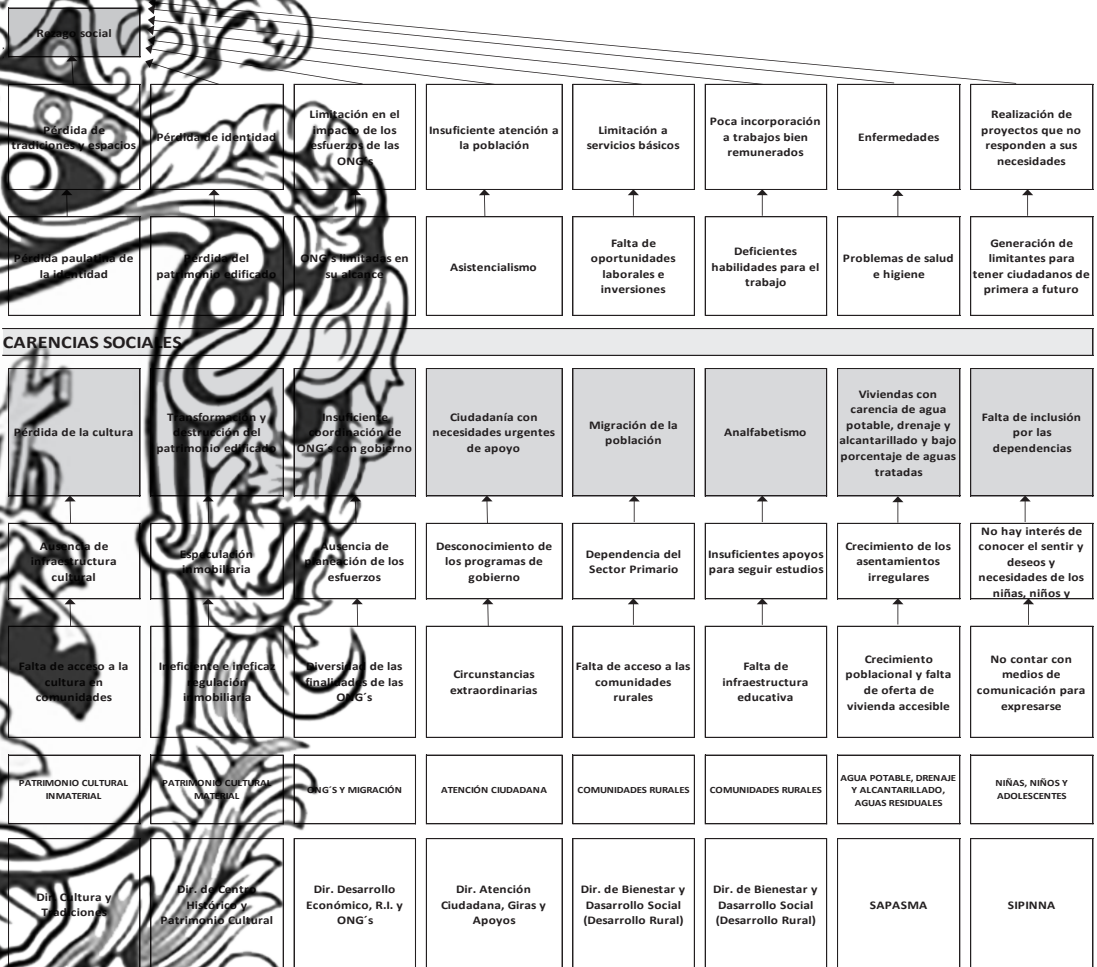 Rezago social
Pérdida de
tradiciones y espacios
Pérdida de identidad
Limitación en el
impacto de los
esfuerzos de las
ONG´s
Insuficiente atención a
la población
Limitación a
servicios básicos
Poca incorporación
a trabajos bien
remunerados
Enfermedades
Realización de
proyectos que no
responden a sus
necesidades
Pérdida paulatina de
la identidad
Pérdida del
patrimonio edificado
ONG´s limitadas en
su alcance
Asistencialismo
Falta de
oportunidades
laborales e
inversiones
Deficientes
habilidades para el
trabajo
Problemas de salud
e higiene
Generación de
limitantes para
tener ciudadanos de
primera a futuro
CARENCIAS SOCIALES
Pérdida de la cultura
Transformación y
destrucción del
patrimonio edificado
Insuficiente
coordinación de
ONG´s con gobierno
Ciudadanía con
necesidades urgentes
de apoyo
Migración de la
población
Analfabetismo
Viviendas con
carencia de agua
potable, drenaje y
alcantarillado y bajo
porcentaje de aguas
tratadas
Falta de inclusión
por las
dependencias
Ausencia de
infraestructura
cultural
Especulación
inmobiliaria
Ausencia de
planeación de los
esfuerzos
Desconocimiento de
los programas de
gobierno
Dependencia del
Sector Primario
Insuficientes apoyos
para seguir estudios
Crecimiento de los
asentamientos
irregulares
No hay interés de
conocer el sentir y
deseos y
necesidades de los
niñas, niños y
Falta de acceso a la
cultura en
comunidades
Ineficiente e ineficaz
regulación
inmobiliaria
Diversidad de las
finalidades de las
ONG´s
Circunstancias
extraordinarias
Falta de acceso a las
comunidades
rurales
Falta de
infraestructura
educativa
Crecimiento
poblacional y falta
de oferta de
vivienda accesible
No contar con
medios de
comunicación para
expresarse
PATRIMONIO CULTURAL
INMATERIAL
PATRIMONIO CULTURAL
MATERIAL
ONG´S Y MIGRACIÓN
ATENCIÓN CIUDADANA
COMUNIDADES RURALES
COMUNIDADES RURALES
AGUA POTABLE, DRENAJE
Y ALCANTARILLADO,
AGUAS RESIDUALES
NIÑAS, NIÑOS Y
ADOLESCENTES
Dir. Cultura y
Tradiciones
Dir. de Centro
Histórico y
Patrimonio Cultural
Dir. Desarrollo
Económico, R.I. y
ONG´s
Dir. Atención
Ciudadana, Giras y
Apoyos
Dir. de Bienestar y
Dasarrollo Social
(Desarrollo Rural)
Dir. de Bienestar y
Dasarrollo Social
(Desarrollo Rural)
SAPASMA
SIPINNA